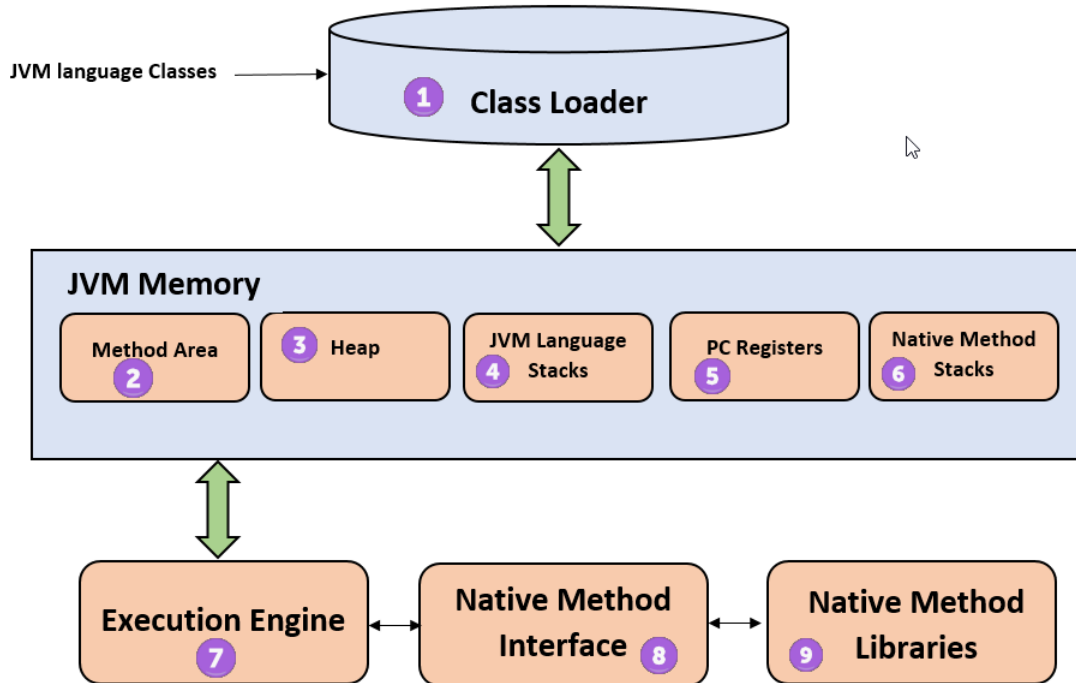 JVM language Classes
1 Class Loader
JVM Memory
Method Area
2
3 Heap
JVM Language
4 Stacks
PC Registers
5
Native Method
6 Stacks
Execution Engine
7
Native Method
Interface 8
Native Method
9 Libraries